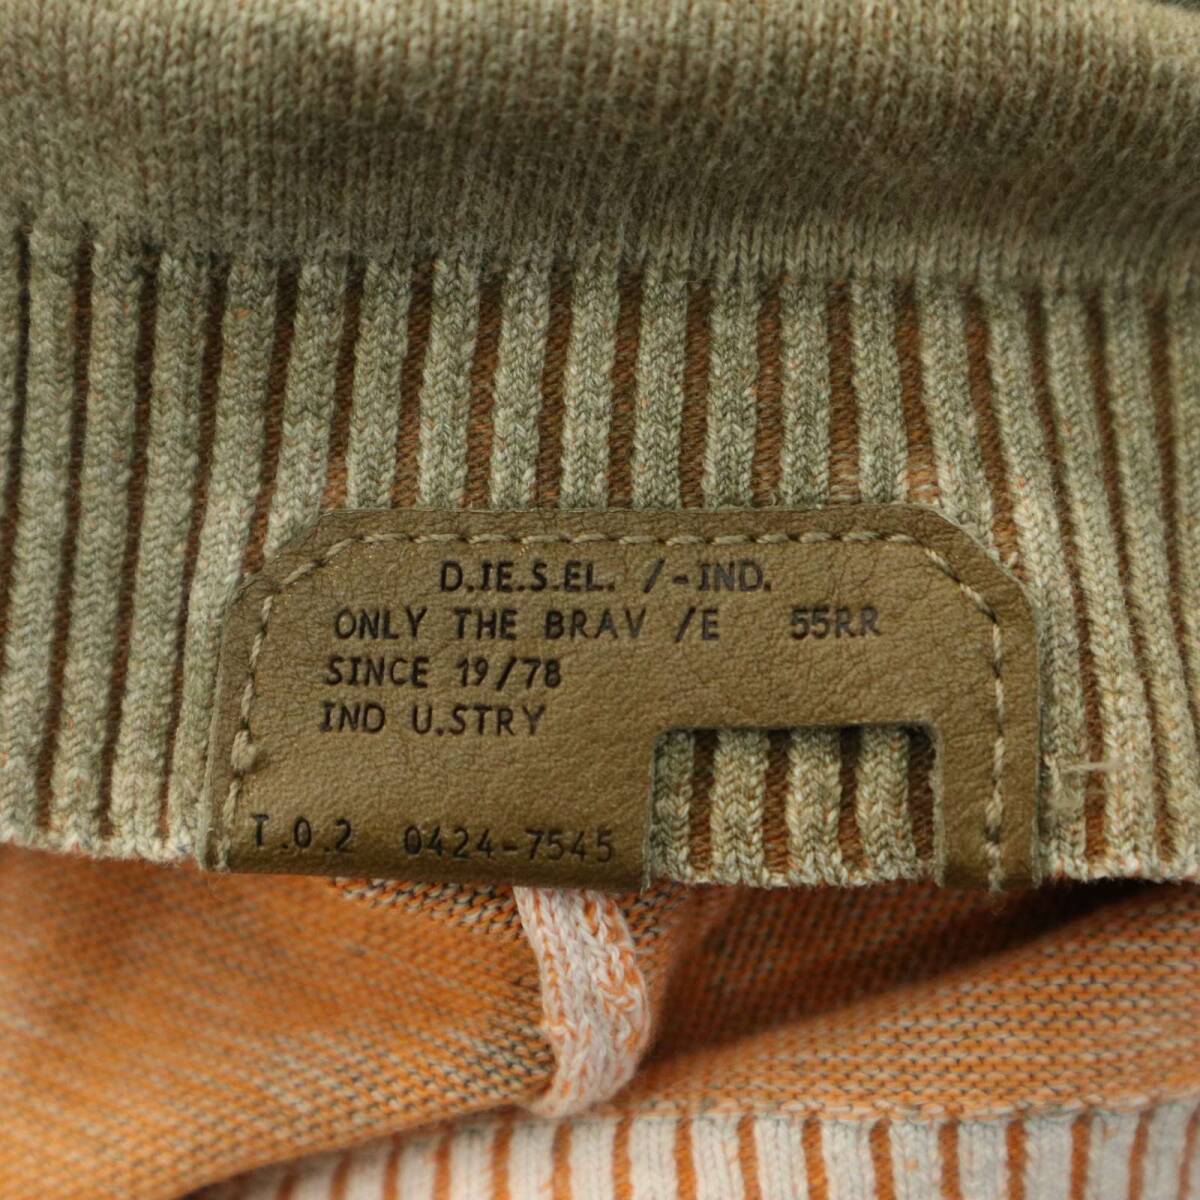 D.IE.S.EL. /-IND.
ONLY THE BRAV /E 55RR
SINCE 19/78
IND U.STRY
T.0.2 0424-7545